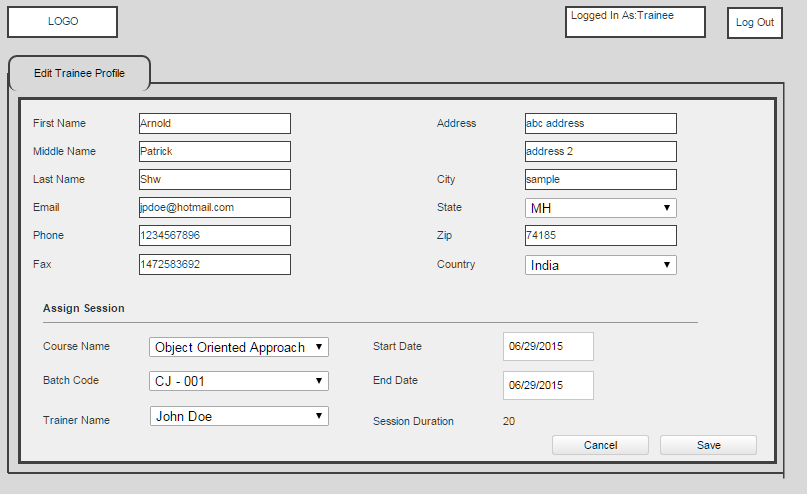 LOGO
Logged In As:Trainee
Log Out
Edit Trainee Profile
First Name Arnold Address abc address
Middle Name Patrick address 2
Last Name Shw City sample
Email jpdoe@hotmail.com State MH
Phone 1234567896 Zip 74185
Fax 1472583692 Country India
Assign Session
Course Name Object Oriented Approach Start Date 06/29/2015
Batch Code CJ - 001 End Date 06/29/2015
Trainer Name John Doe Session Duration 20
Cancel Save